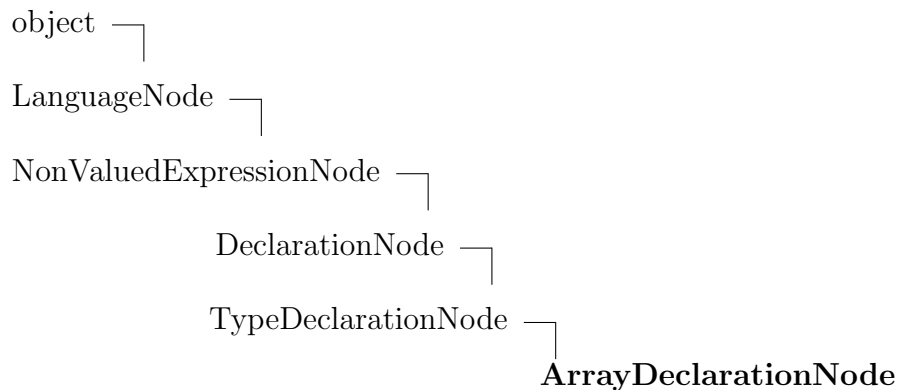 object
LanguageNode
NonValuedExpressionNode
DeclarationNode
TypeDeclarationNode
ArrayDeclarationNode